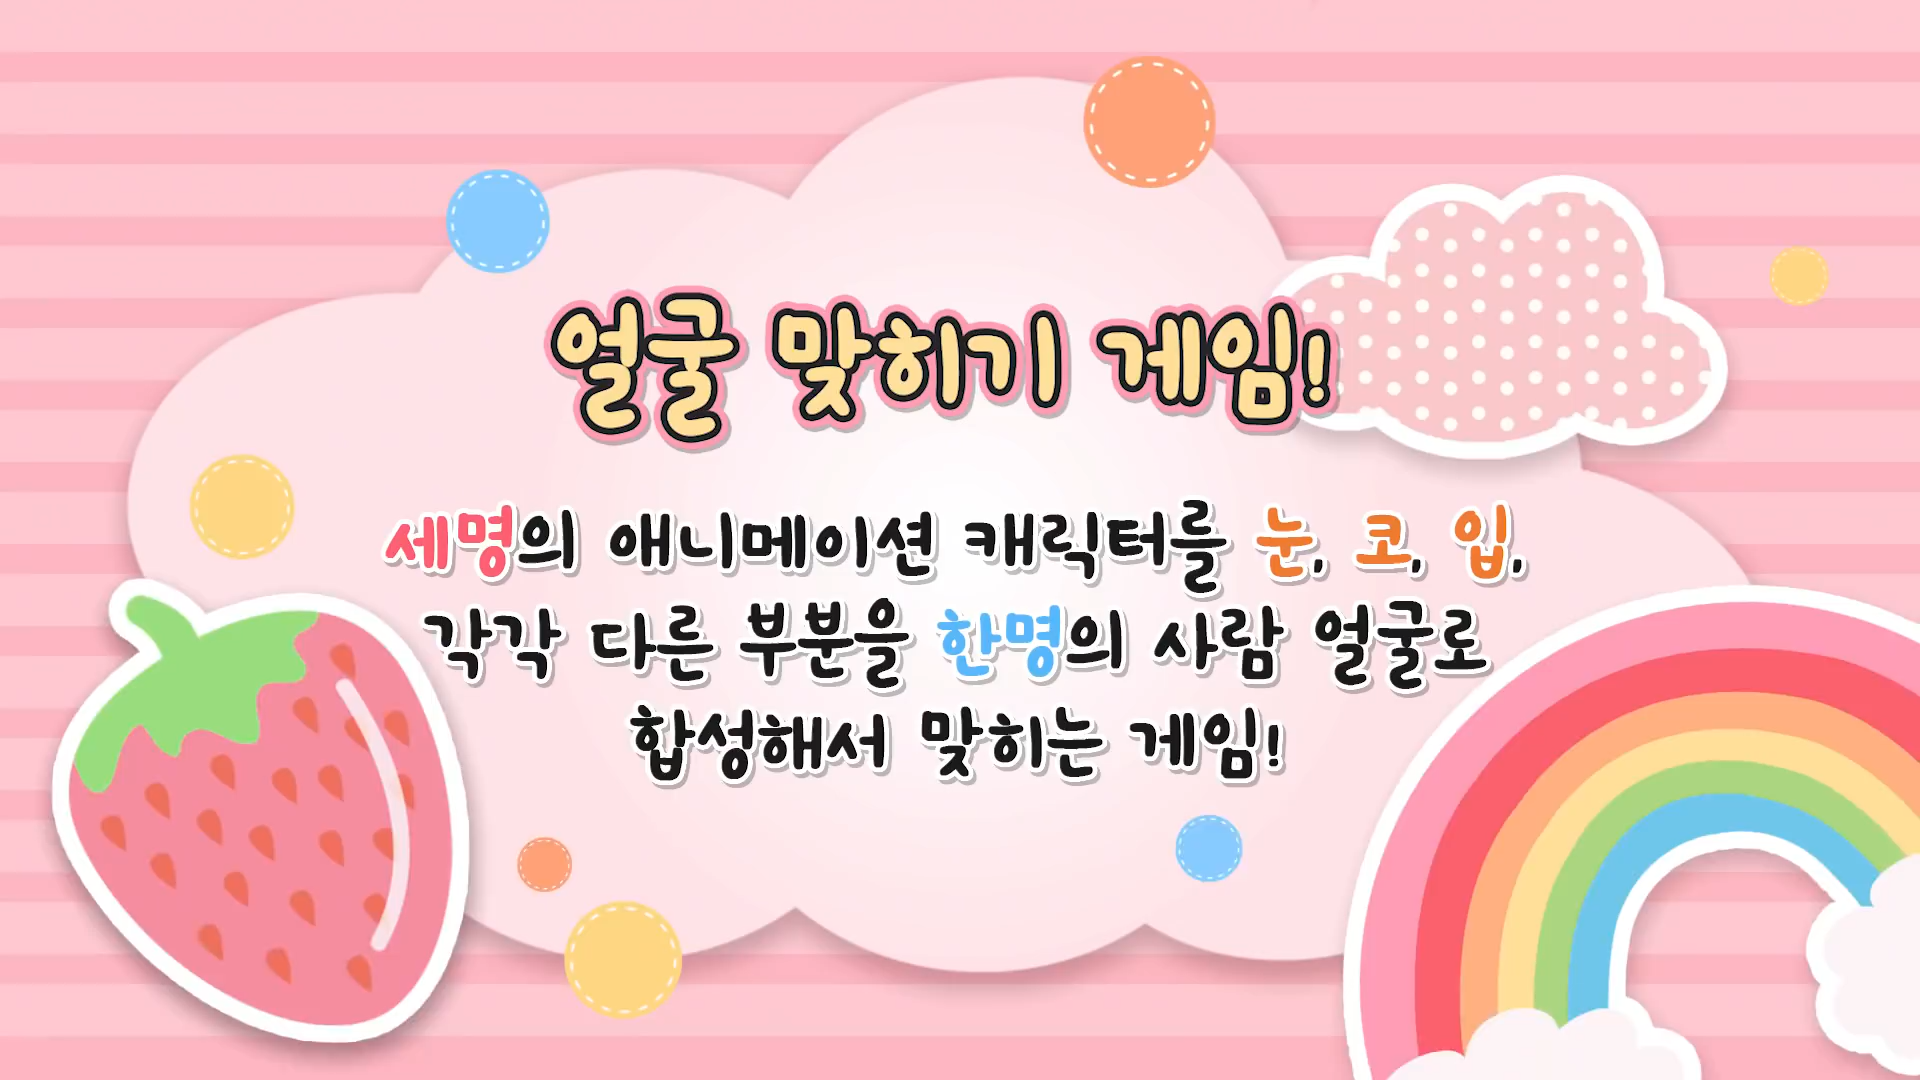 얼굴 맞히기 게임!
세명의 애니메이션 캐릭터를 눈, 코, 입,
각각 다른 부분을 한명의 사람 얼굴로
합성해서 맞히는 게임!